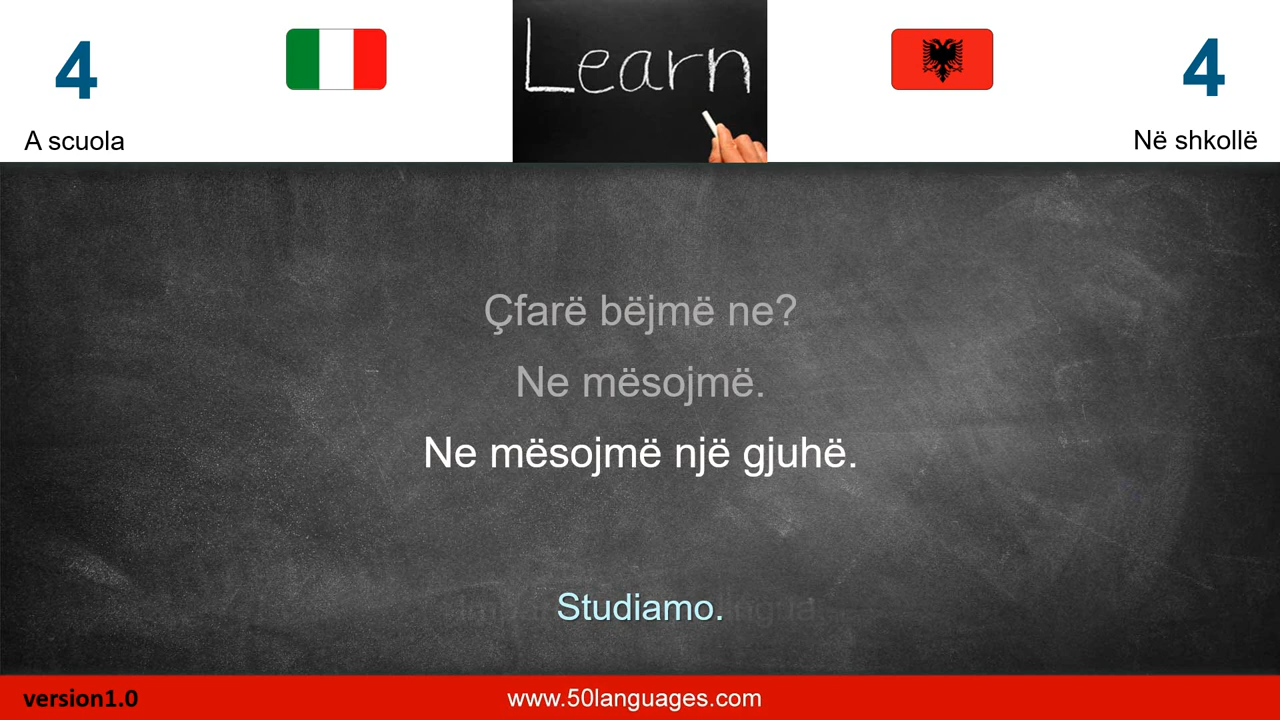 4
A scuola
Learn
4
Në shkollë
Çfarë bëjmë ne?
Ne mësojmë.
Ne mësojmë një gjuhë.
Studiamo.
version1.0
www.50languages.com